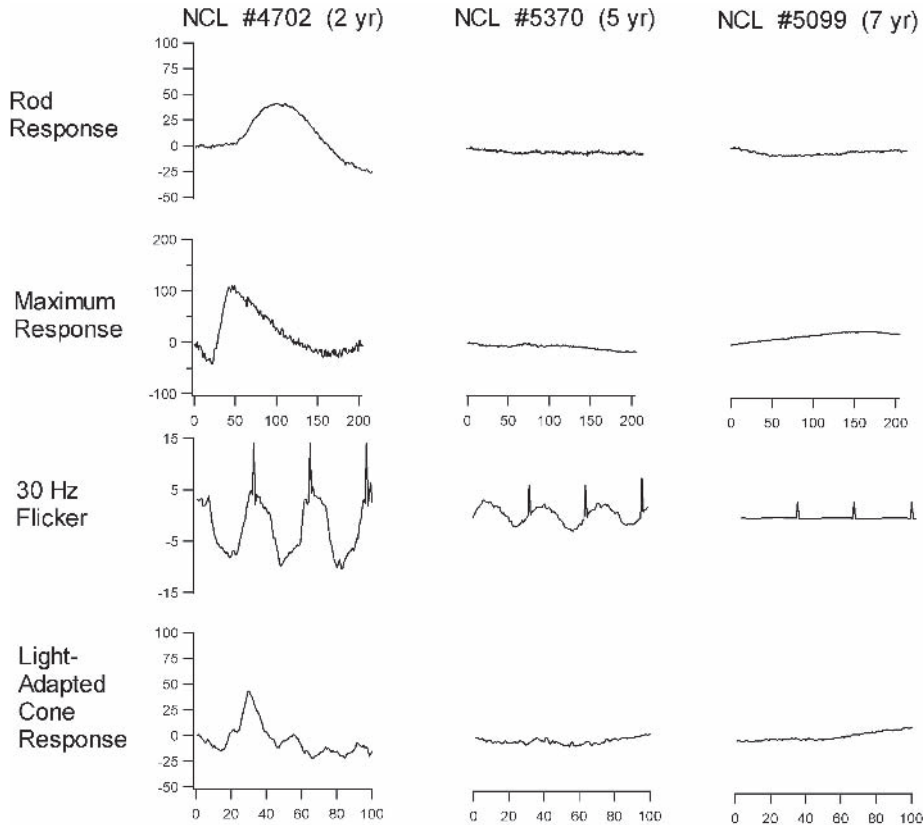 NCL #4702 (2 yr) NCL #5370 (5 yr) NCL #5099 (7 yr)
100
75
50
Rod
25
Response
0
-25
-50
200
Maximum
100
Response
0
-100
0 50 100 150 200 0 50 100 150 200 0 50 100 150 200
15
30 Hz
5
Flicker
-5
-15
100
Light-
75
Adapted
50
Cone
25
Response
0
-25
-50
0 20 40 60 80 100 0 20 40 60 80 100 0 20 40 60 80 100